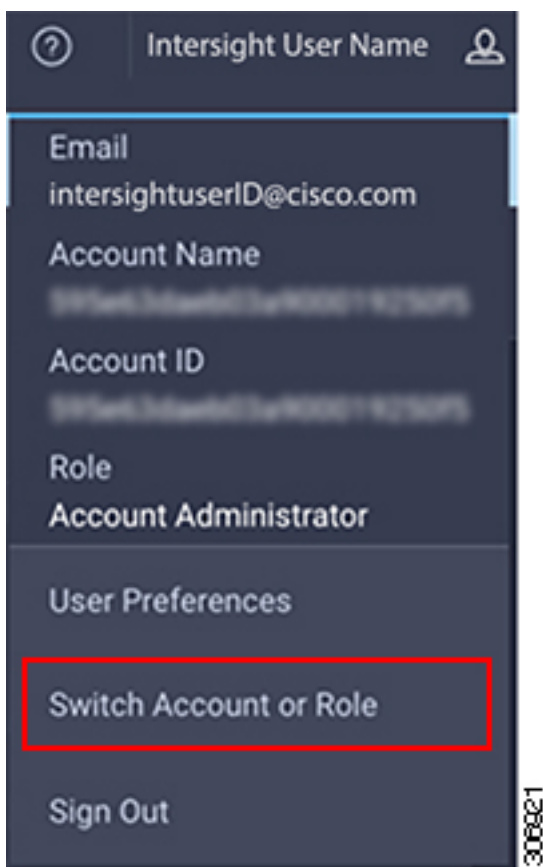 Intersight User Name
Email
intersightuserID@cisco.com
Account Name
Account ID
Role
Account Administrator
User Preferences
Switch Account or Role
Sign Out
306921